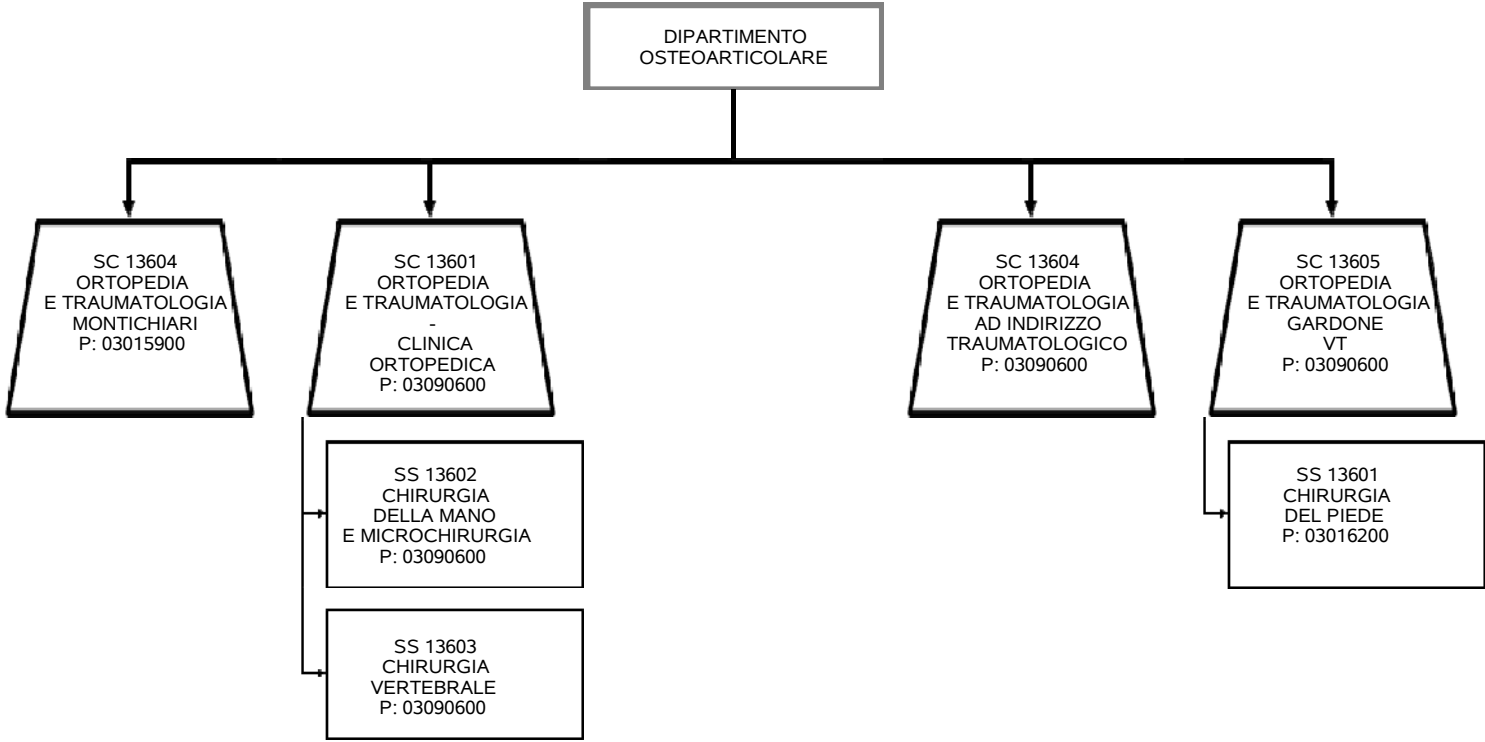 DIPARTIMENTO
OSTEOARTICOLARE
SC 13604
ORTOPEDIA
E TRAUMATOLOGIA
MONTICHIARI
P: 03015900
SC 13601
ORTOPEDIA
E TRAUMATOLOGIA
-
CLINICA
ORTOPEDICA
P: 03090600
SS 13602
CHIRURGIA
DELLA MANO
E MICROCHIRURGIA
P: 03090600
SS 13603
CHIRURGIA
VERTEBRALE
P: 03090600
SC 13604
ORTOPEDIA
E TRAUMATOLOGIA
AD INDIRIZZO
TRAUMATOLOGICO
P: 03090600
SC 13605
ORTOPEDIA
E TRAUMATOLOGIA
GARDONE
VT
P: 03090600
SS 13601
CHIRURGIA
DEL PIEDE
P: 03016200